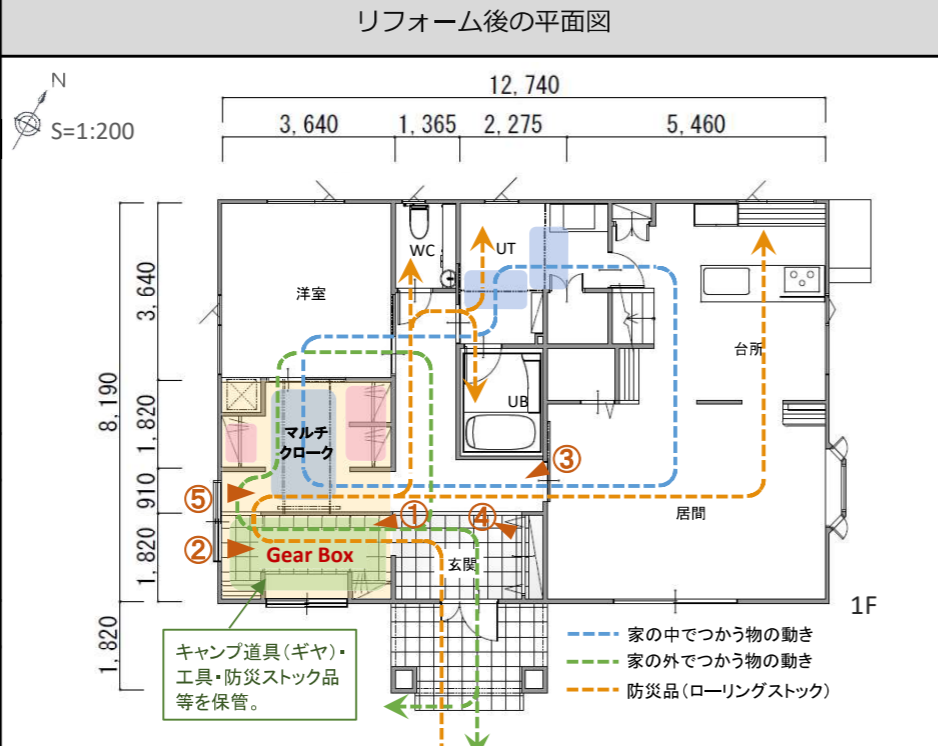 リフォーム後の平面図
N
S=1:200
12,740
3,640
1,365
2,275
5,460
8,190
3,640
1,820
910
1,820
1,820
洋室
WC
UT
台所
UB
マルチ
クローク
③
⑤
①
④
居間
②
Gear Box
玄関
1F
キャンプ道具(ギヤ)・
工具・防災ストック品
等を保管。
家の中でつかう物の動き
家の外でつかう物の動き
防災品(ローリングストック)